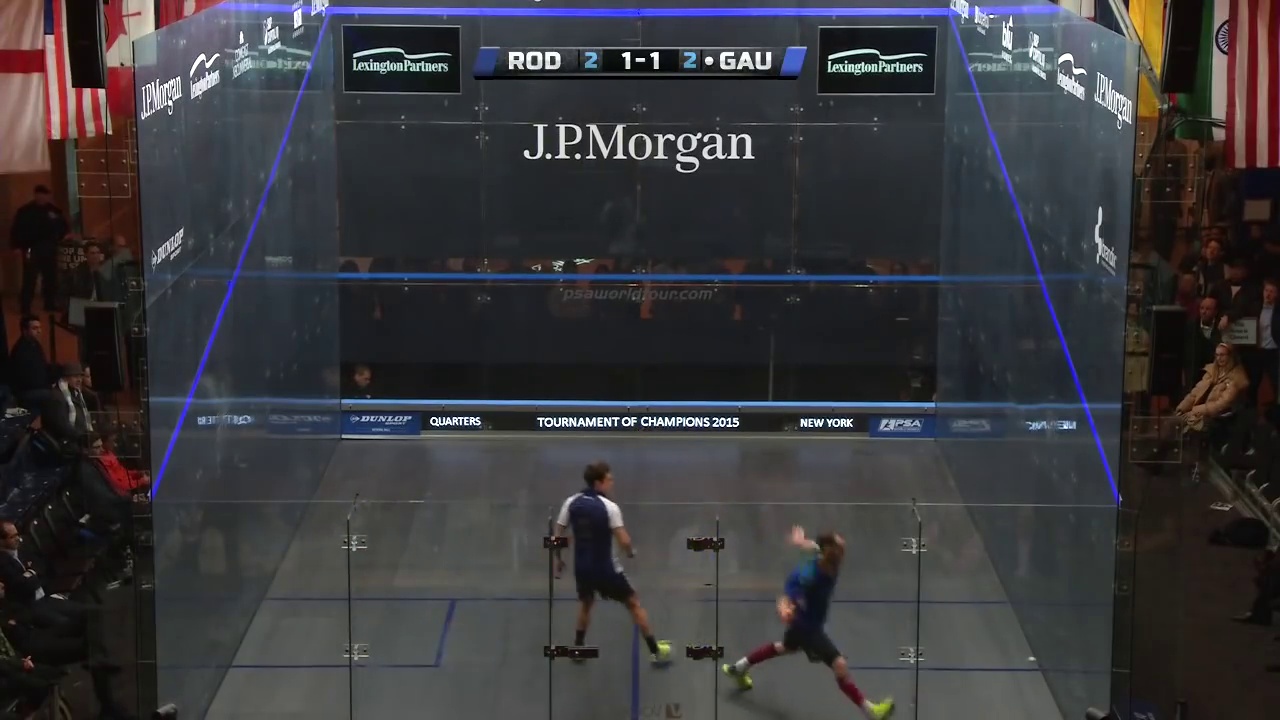 LexingtonPartners
ROD 2 1-1 2 • GAU
LexingtonPartners
J.P.Morgan
J.P.Morgan
J.P.Morgan
DUNLOP
psaworldtour.com
DUNLOP
QUARTERS
TOURNAMENT OF CHAMPIONS 2015
NEW YORK
PSA